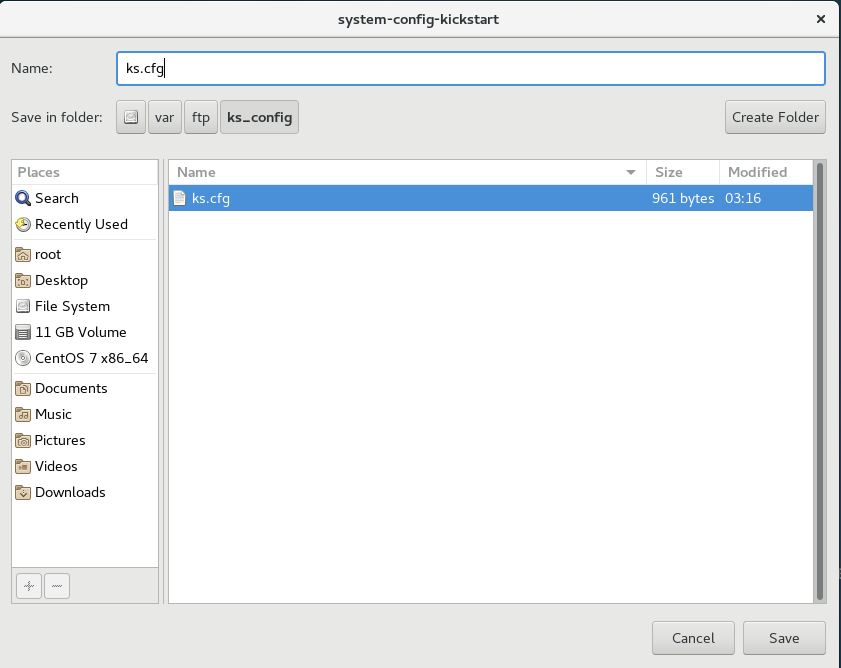 system-config-kickstart ×
Name: ks.cfg
Save in folder: var ftp ks_config Create Folder
Places
Search
Recently Used
root
Desktop
File System
11 GB Volume
CentOS 7 x86_64
Documents
Music
Pictures
Videos
Downloads
Name Size Modified
ks.cfg 961 bytes 03:16
Cancel Save